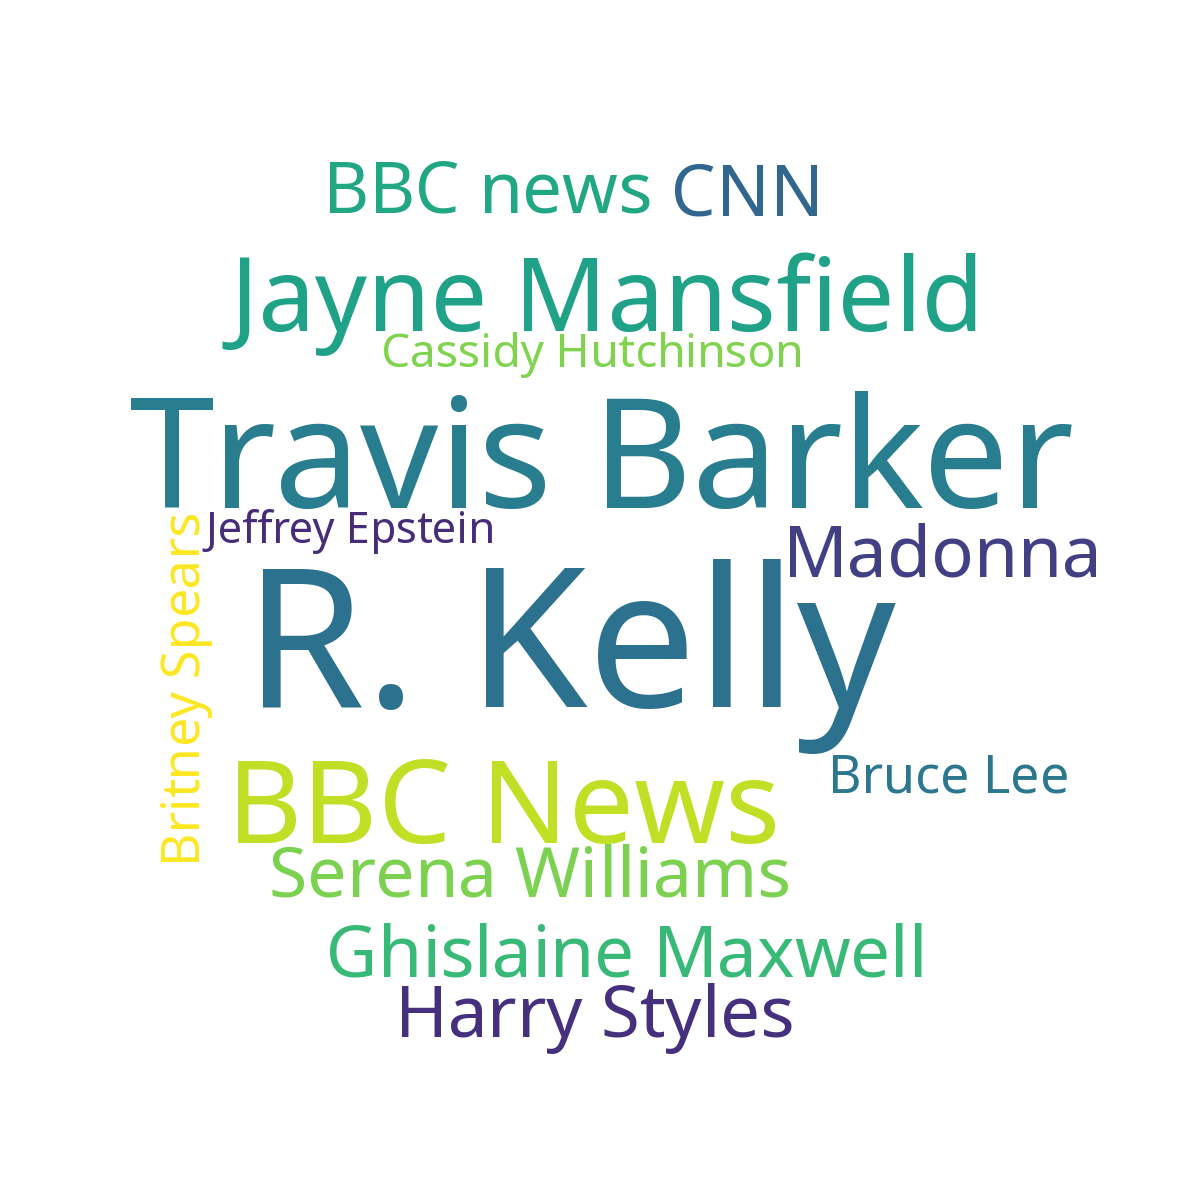 BBC news
CNN
Jayne Mansfield
Cassidy Hutchinson
Travis Barker
Jeffrey Epstein
Madonna
Britney Spears
R. Kelly
BBC News
Bruce Lee
Serena Williams
Ghislaine Maxwell
Harry Styles